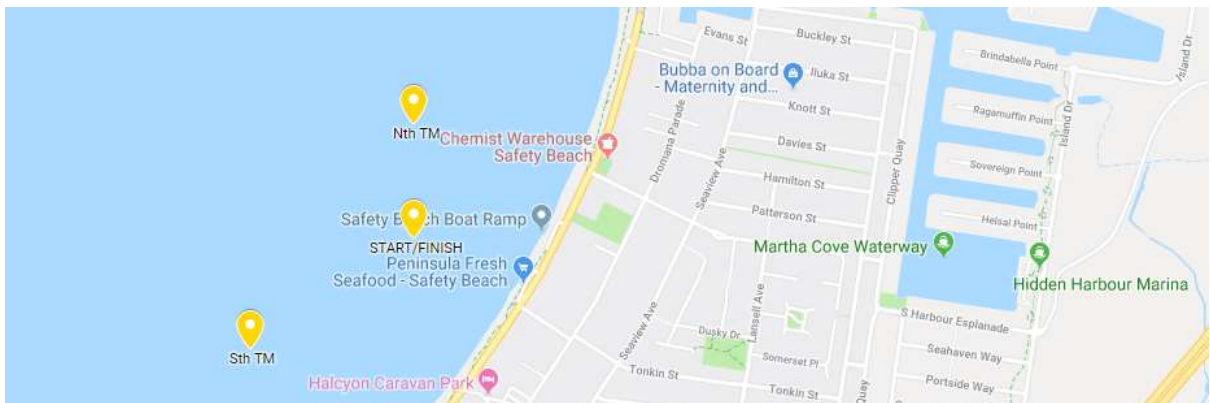 Evans St
Buckley St
Brindabella Point
Island Dr
Bubba on Board
- Maternity and...
Iluka St
Knott St
Ragamuffin Point
Island Dr
Nth TM
Chemist Warehouse
Safety Beach
Dromana Parade
Seaview Ave
Davies St
Clipper Quay
Sovereign Point
Hamilton St
Patterson St
Helsal Point
Safety Beach Boat Ramp
START/FINISH
Martha Cove Waterway
Peninsula Fresh
Seafood - Safety Beach
Hidden Harbour Marina
Sth TM
Seaview Ave
Lansell Ave
S Harbour Esplanade
Dusky Dr
Somerset Pl
Seahaven Way
Halcyon Caravan Park
Tonkin St
Tonkin St
Quay
Portside Way